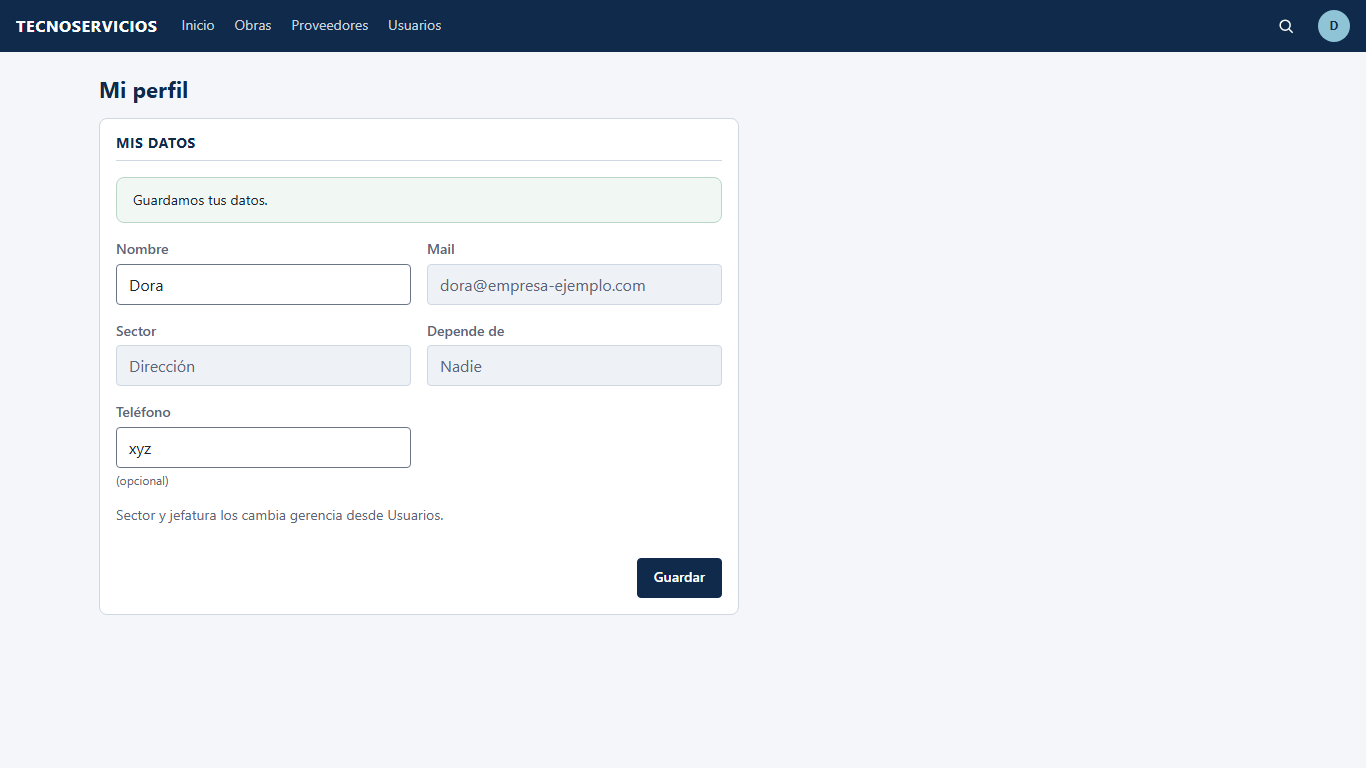 TECNOSERVICIOS Inicio Obras Proveedores Usuarios D
Mi perfil
MIS DATOS
Guardamos tus datos.
Nombre Mail
Dora dora@empresa-ejemplo.com
Sector Depende de
Dirección Nadie
Teléfono
xyz
(opcional)
Sector y jefatura los cambia gerencia desde Usuarios.
Guardar